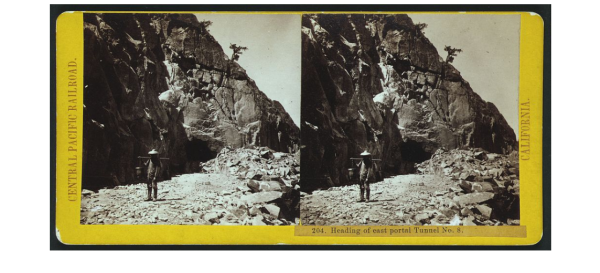 CENTRAL PACIFIC RAILROAD.
CALIFORNIA.
204. Heading of east portal Tunnel No. 8.